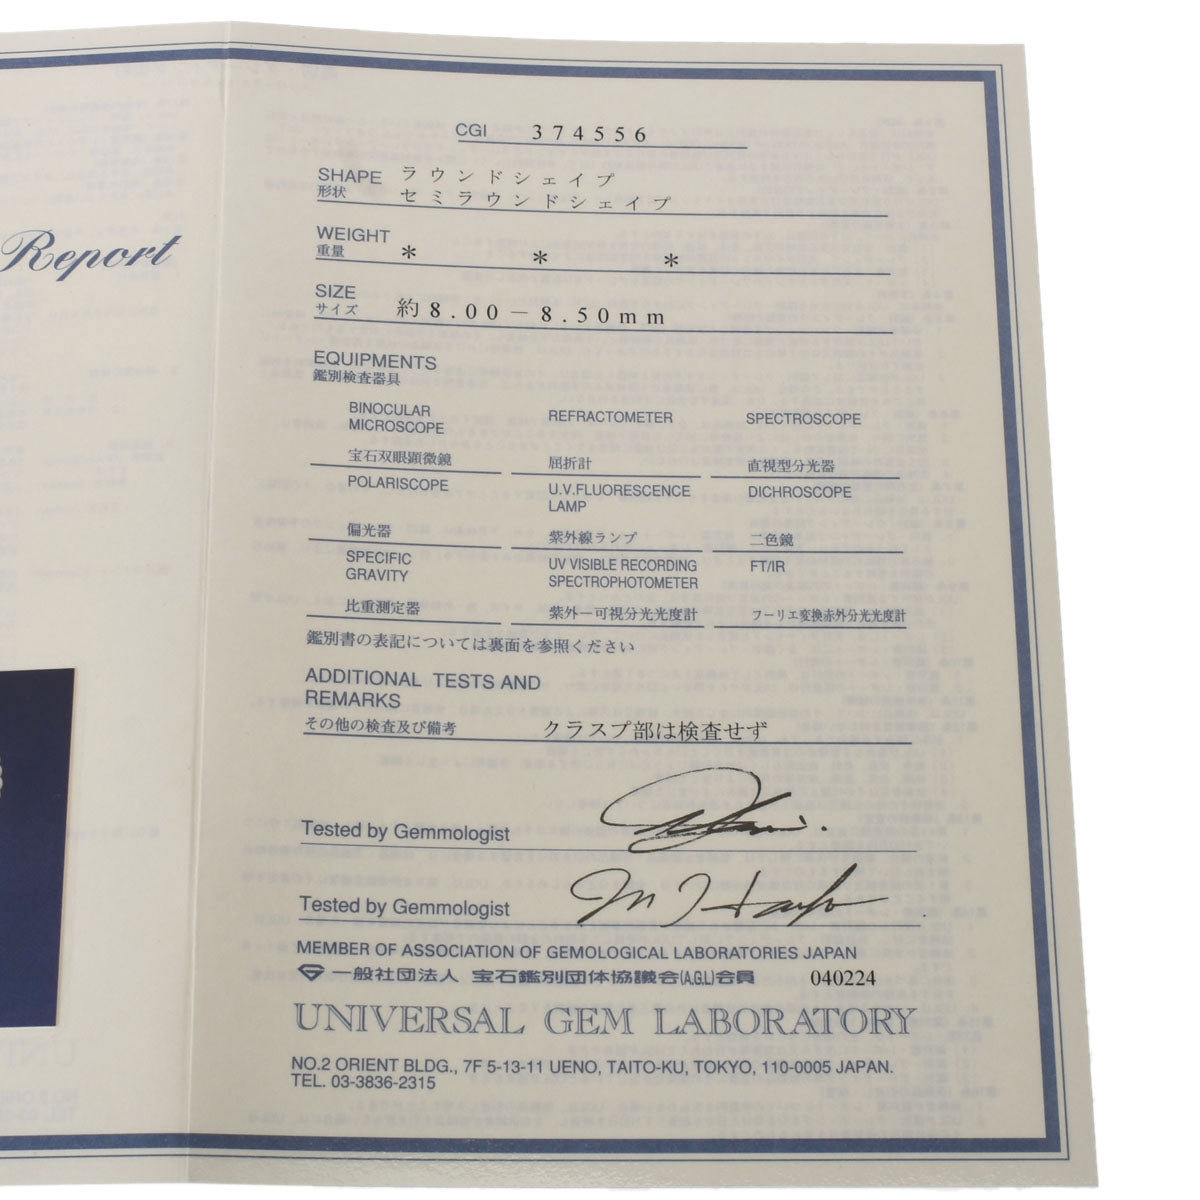 Report
CGI 374556
SHAPE ラウンドシェイプ
形状 セミラウンドシェイプ
WEIGHT
重量 * * *
SIZE
サイズ 約8.00－8.50mm
EQUIPMENTS
鑑別検査器具
BINOCULAR MICROSCOPE
宝石双眼顕微鏡
REFRACTOMETER
屈折計
SPECTROSCOPE
直視型分光器
POLARISCOPE
偏光器
U.V.FLUORESCENCE LAMP
紫外線ランプ
DICHROSCOPE
二色鏡
SPECIFIC GRAVITY
比重測定器
UV VISIBLE RECORDING SPECTROPHOTOMETER
紫外ー可視分光光度計
FT/IR
フーリエ変換赤外分光光度計
鑑別書の表記については裏面を参照ください
ADDITIONAL TESTS AND
REMARKS
その他の検査及び備考 クラスプ部は検査せず
Tested by Gemmologist
Tested by Gemmologist
MEMBER OF ASSOCIATION OF GEMOLOGICAL LABORATORIES JAPAN
一般社団法人 宝石鑑別団体協議会(A.G.L)会員 040224
UNIVERSAL GEM LABORATORY
NO.2 ORIENT BLDG., 7F 5-13-11 UENO, TAITO-KU, TOKYO, 110-0005 JAPAN.
TEL. 03-3836-2315